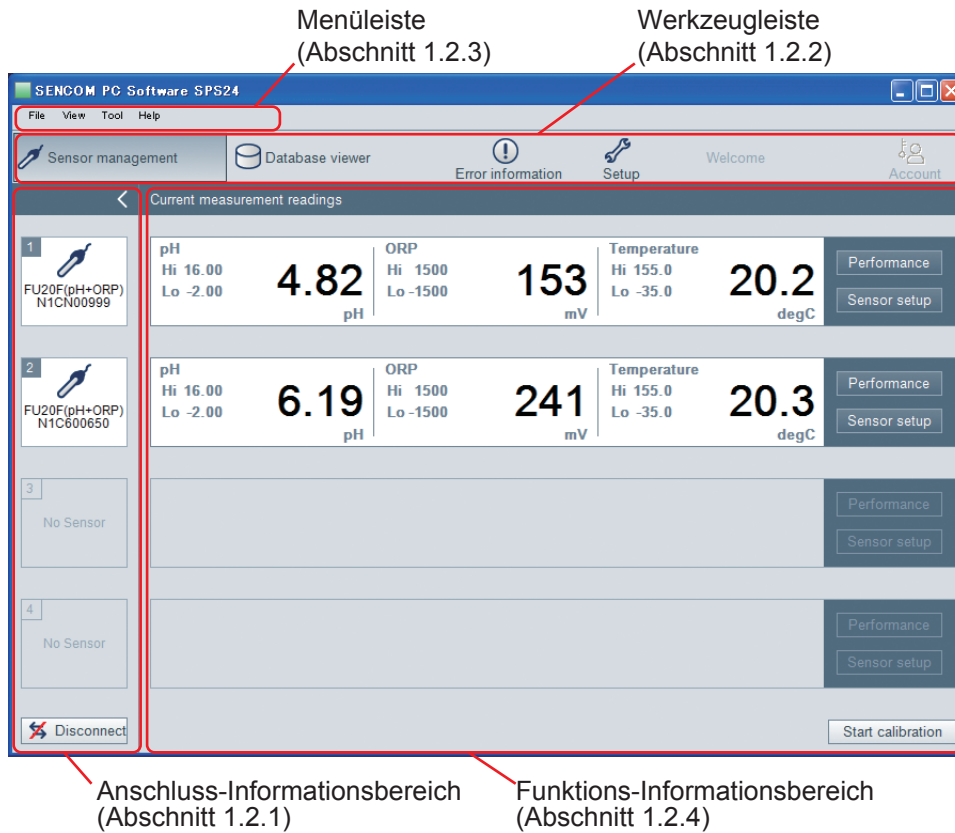 Menüleiste
(Abschnitt 1.2.3)
Werkzeugleiste
(Abschnitt 1.2.2)
SENCOM PC Software SPS24
File View Tool Help
Sensor management
Database viewer
Error information
Setup
Welcome
Account
Current measurement readings
1
FU20F(pH+ORP)
N1CN00999
pH
Hi 16.00
Lo -2.00
4.82
pH
ORP
Hi 1500
Lo -1500
153
mV
Temperature
Hi 155.0
Lo -35.0
20.2
degC
Performance
Sensor setup
2
FU20F(pH+ORP)
N1C600650
pH
Hi 16.00
Lo -2.00
6.19
pH
ORP
Hi 1500
Lo -1500
241
mV
Temperature
Hi 155.0
Lo -35.0
20.3
degC
Performance
Sensor setup
3
No Sensor
Performance
Sensor setup
4
No Sensor
Performance
Sensor setup
Disconnect
Start calibration
Anschluss-Informationsbereich
(Abschnitt 1.2.1)
Funktions-Informationsbereich
(Abschnitt 1.2.4)